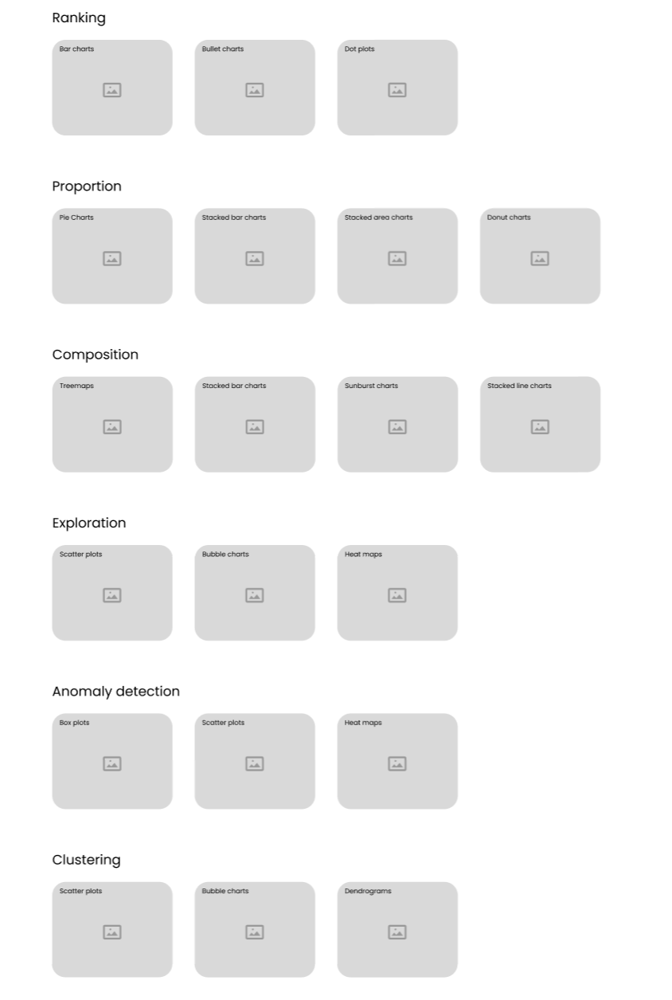 Ranking
Bar charts
Bullet charts
Dot plots
Proportion
Pie Charts
Stacked bar charts
Stacked area charts
Donut charts
Composition
Treemaps
Stacked bar charts
Sunburst charts
Stacked line charts
Exploration
Scatter plots
Bubble charts
Heat maps
Anomaly detection
Box plots
Scatter plots
Heat maps
Clustering
Scatter plots
Bubble charts
Dendrograms